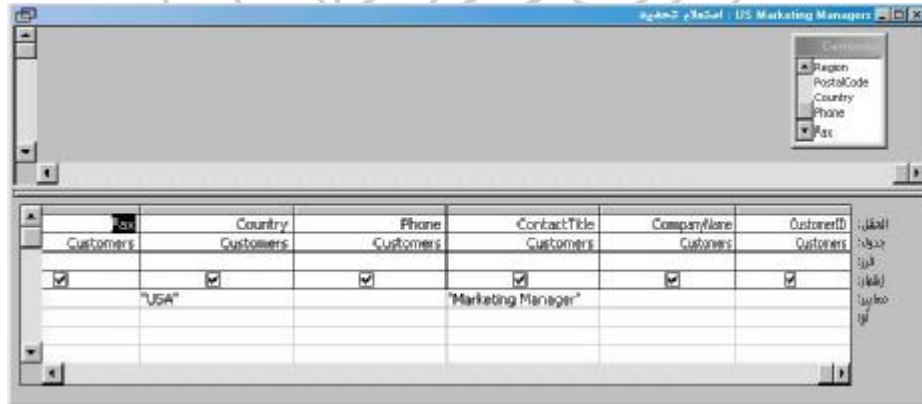 US Marketing Managers : استعلام تحديد
Customers
Region
PostalCode
Country
Phone
Fax
الحقل: CustomerID CompanyName ContactTitle Phone Country Fax
جدول: Customers Customers Customers Customers Customers Customers
فرز:
إظهار:
معايير: "Marketing Manager" "USA"
أو: